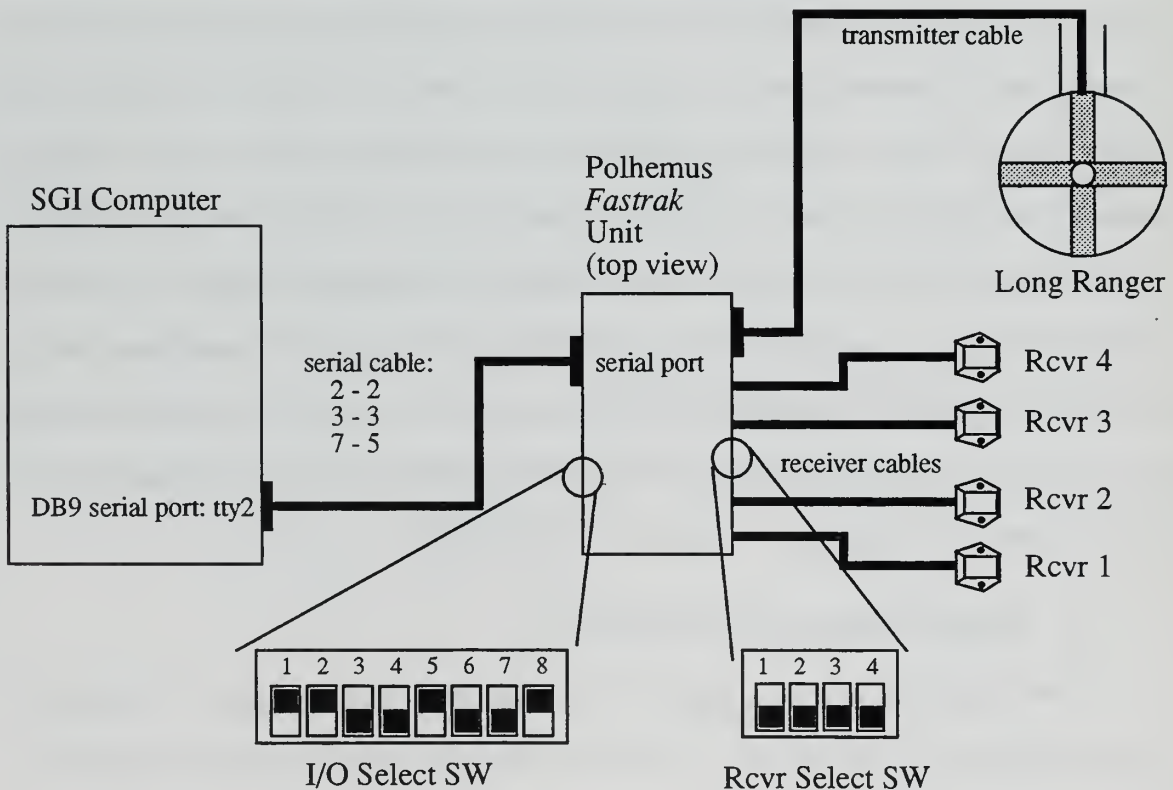 transmitter cable
Polhemus
Fastrak
Unit
(top view)
SGI Computer
Long Ranger
serial cable:
2 - 2
3 - 3
7 - 5
serial port
Rcvr 4
Rcvr 3
receiver cables
Rcvr 2
DB9 serial port: tty2
Rcvr 1
1 2 3 4 5 6 7 8
1 2 3 4
I/O Select SW
Rcvr Select SW